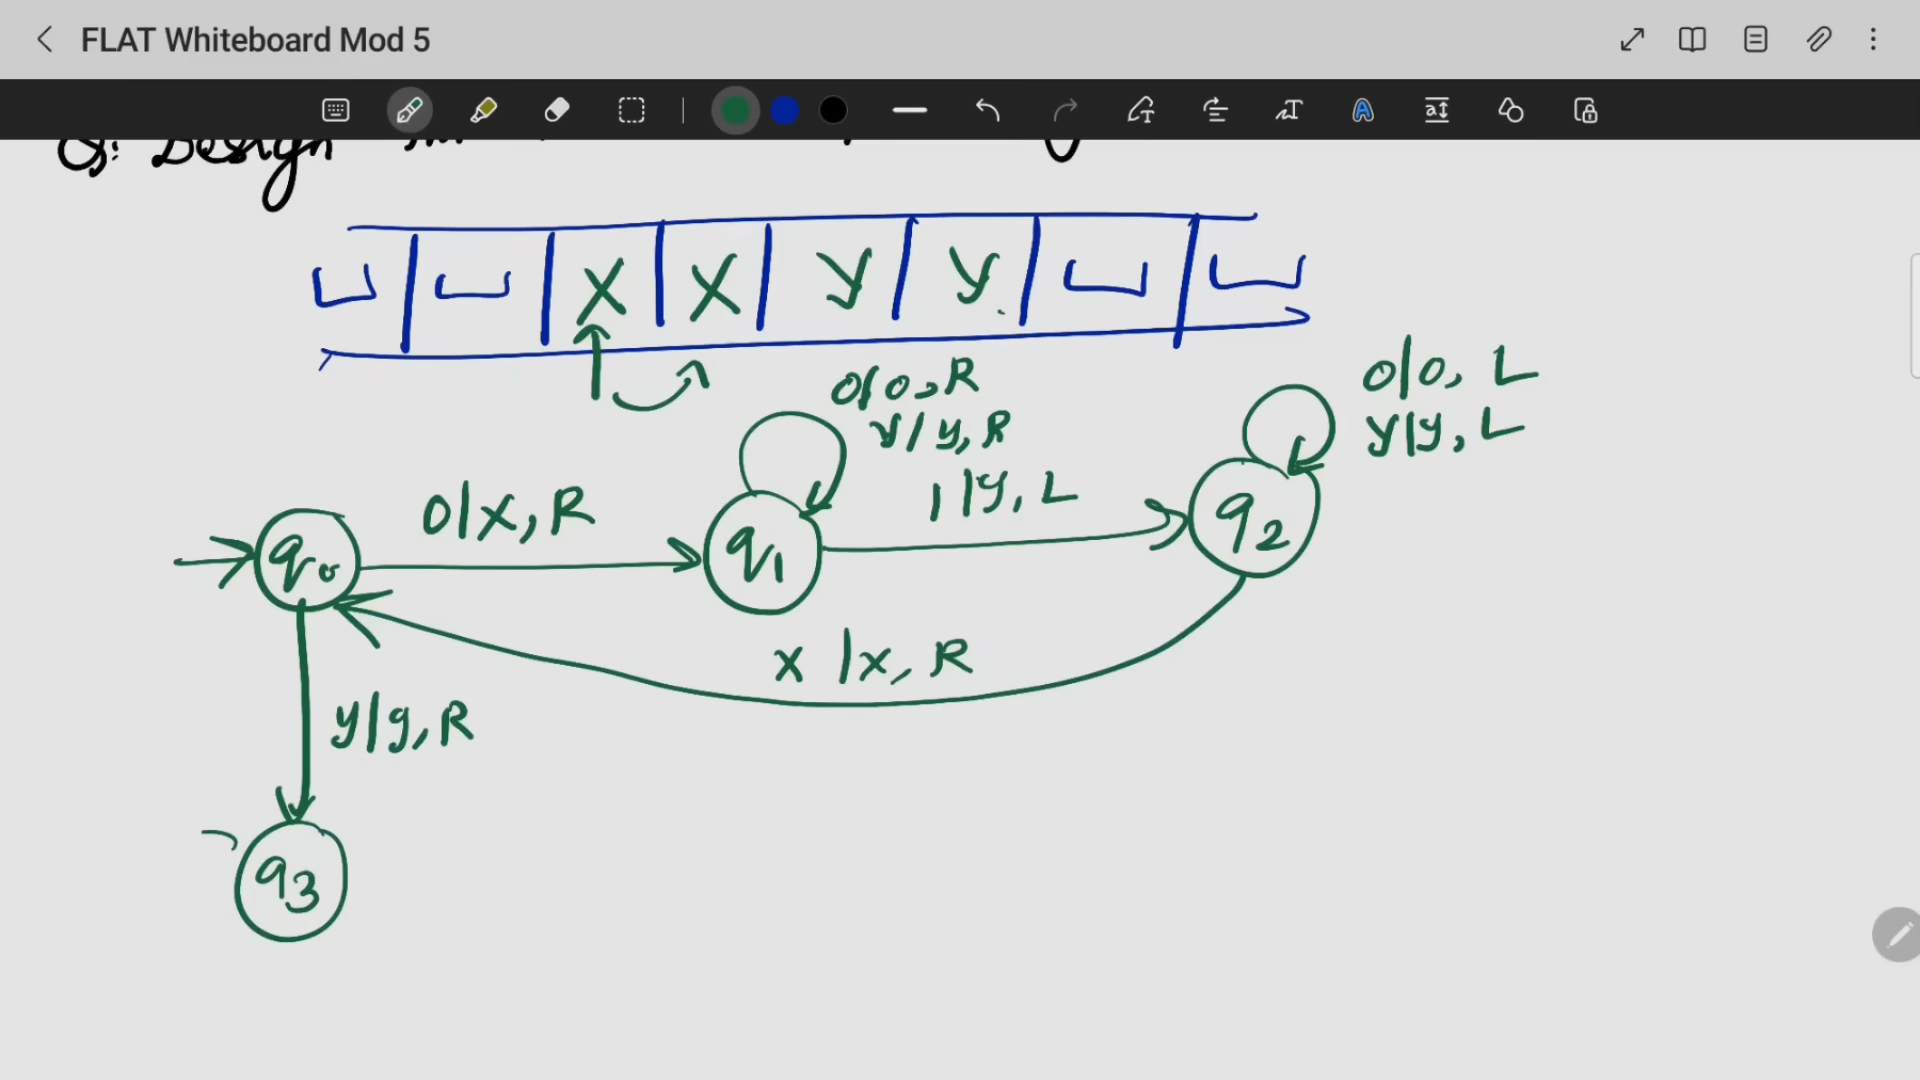 FLAT Whiteboard Mod 5
Q: Design
⊔ ⊔ X X y y ⊔ ⊔
0/0, R
y/y, R
0/0, L
y/y, L
0/x, R
1/y, L
q0 q1 q2
x/x, R
y/y, R
q3